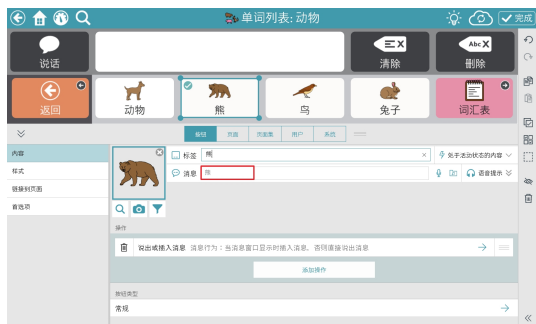 单词列表: 动物
完成
说话
X
清除
Abc X
删除
返回
动物
熊
鸟
兔子
词汇表
按钮
页面
页面集
用户
系统
内容
样式
链接到页面
首选项
标签
熊
处于活动状态的内容
消息
熊
语音提示
操作
说出或插入消息 消息行为:当消息窗口显示时插入消息。否则直接说出消息
添加操作
按钮类型
常规